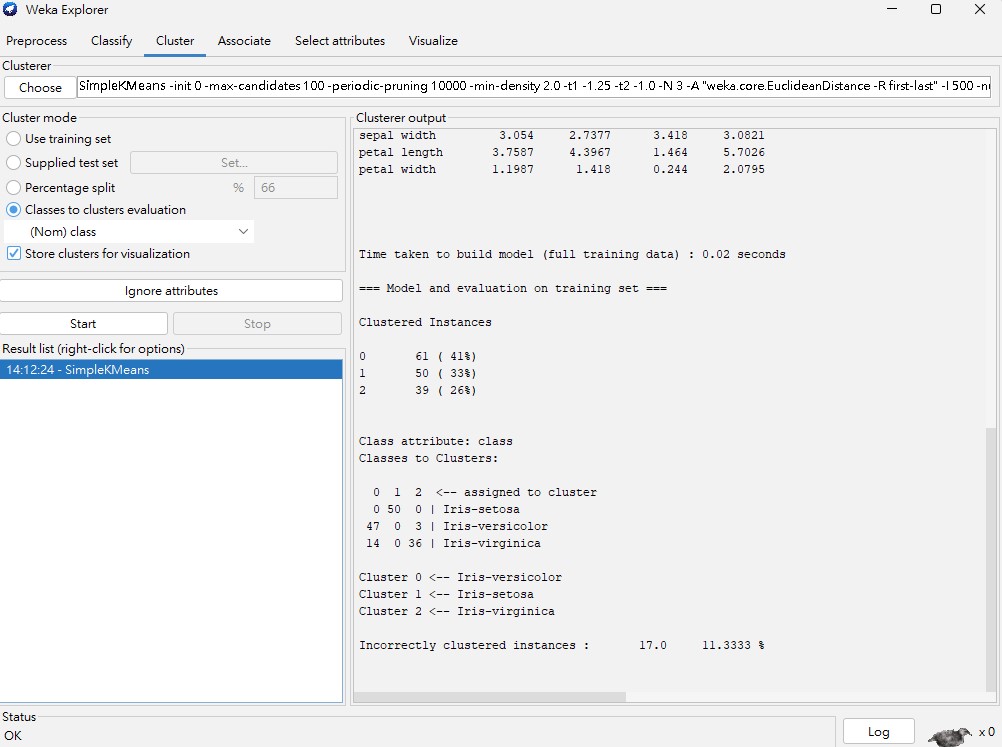 Weka Explorer
Preprocess Classify Cluster Associate Select attributes Visualize
Clusterer
Choose SimpleKMeans -init 0 -max-candidates 100 -periodic-pruning 10000 -min-density 2.0 -t1 -1.25 -t2 -1.0 -N 3 -A "weka.core.EuclideanDistance -R first-last" -I 500
Cluster mode
Use training set
Supplied test set Set...
Percentage split % 66
Classes to clusters evaluation
(Nom) class
Store clusters for visualization
Ignore attributes
Start Stop
Result list (right-click for options)
14:12:24 - SimpleKMeans
Clusterer output
sepal width 3.054 2.7377 3.418 3.0821
petal length 3.7587 4.3967 1.464 5.7026
petal width 1.1987 1.418 0.244 2.0795
Time taken to build model (full training data) : 0.02 seconds
=== Model and evaluation on training set ===
Clustered Instances
0 61 ( 41%)
1 50 ( 33%)
2 39 ( 26%)
Class attribute: class
Classes to Clusters:
0 1 2 <-- assigned to cluster
0 50 0 | Iris-setosa
47 0 3 | Iris-versicolor
14 0 36 | Iris-virginica
Cluster 0 <-- Iris-versicolor
Cluster 1 <-- Iris-setosa
Cluster 2 <-- Iris-virginica
Incorrectly clustered instances : 17.0 11.3333 %
Status
OK
Log x 0